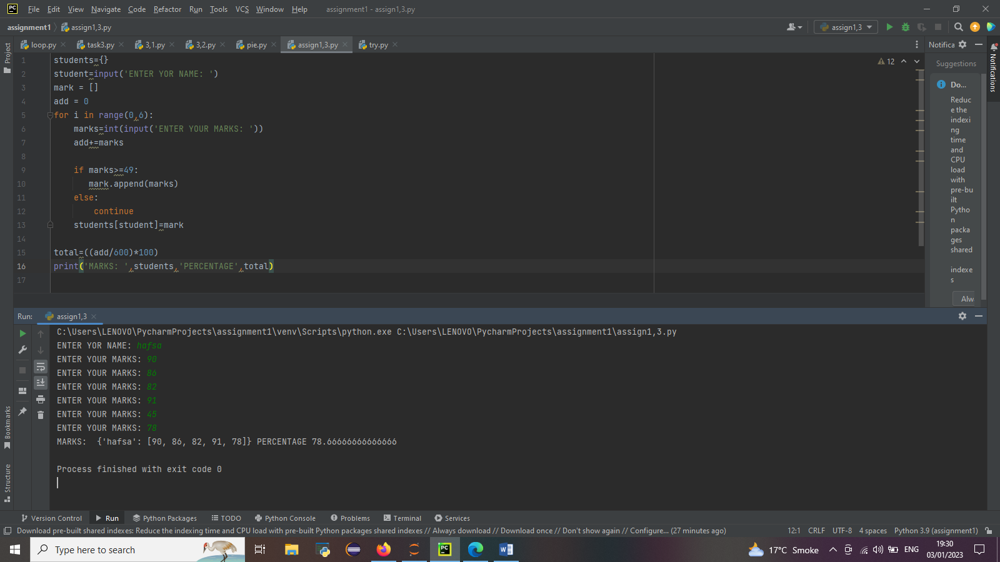 PC File Edit View Navigate Code Refactor Run Tools VCS Window Help assignment1 - assign1,3.py
assignment1 assign1,3.py assign1,3
loop.py task3.py 3,1.py 3,2.py pie.py assign1,3.py try.py Notifica
Project
Notifications
1 students={}
2 student=input('ENTER YOR NAME: ')
3 mark = []
4 add = 0
5 for i in range(0,6):
6 marks=int(input('ENTER YOUR MARKS: '))
7 add+=marks
8
9 if marks>=49:
10 mark.append(marks)
11 else:
12 continue
13 students[student]=mark
14
15 total=((add/600)*100)
16 print('MARKS: ',students,'PERCENTAGE',total)
17
12
Suggestions
Do...
Reduc
e the
indexi
ng
time
and
CPU
load
with
pre-bu
ilt
Pytho
n
packa
ges
shared
indexe
s
Alw
Run: assign1,3
C:\Users\LENOVO\PycharmProjects\assignment1\venv\Scripts\python.exe C:\Users\LENOVO\PycharmProjects\assignment1\assign1,3.py
ENTER YOR NAME: hafsa
ENTER YOUR MARKS: 90
ENTER YOUR MARKS: 86
ENTER YOUR MARKS: 82
ENTER YOUR MARKS: 91
ENTER YOUR MARKS: 45
ENTER YOUR MARKS: 78
MARKS:  {'hafsa': [90, 86, 82, 91, 78]} PERCENTAGE 78.66666666666666
Process finished with exit code 0
Bookmarks
Structure
Version Control Run Python Packages TODO Python Console Problems Terminal Services
Download pre-built shared indexes: Reduce the indexing time and CPU load with pre-built Python packages shared indexes // Always download // Download once // Don't show again // Configure... (27 minutes ago) 12:1 CRLF UTF-8 4 spaces Python 3.9 (assignment1)
Type here to search PC W 17°C Smoke ENG 19:30
03/01/2023